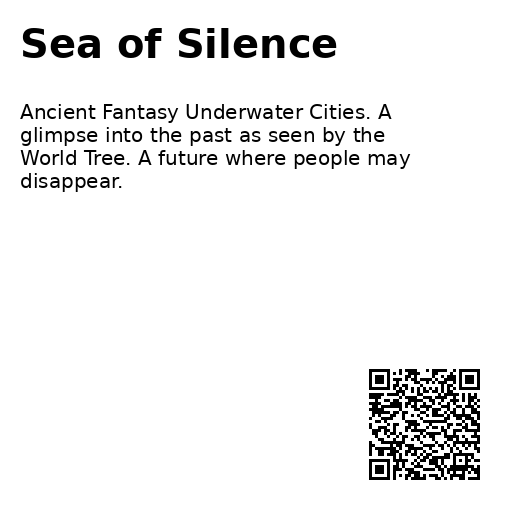 Sea of Silence
Ancient Fantasy Underwater Cities. A
glimpse into the past as seen by the
World Tree. A future where people may
disappear.